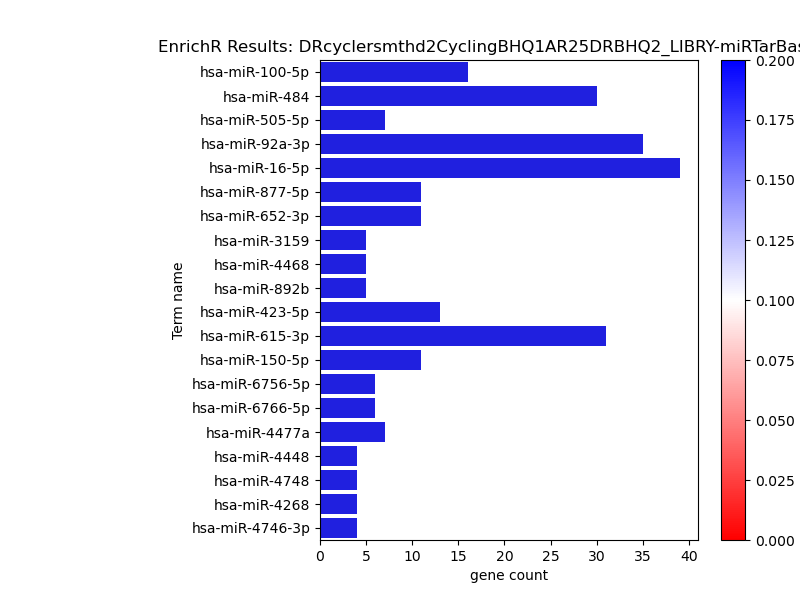 EnrichR Results: DRcyclersmthd2CyclingBHQ1AR25DRBHQ2_LIBRY-miRTarBas
hsa-miR-100-5p
hsa-miR-484
hsa-miR-505-5p
hsa-miR-92a-3p
hsa-miR-16-5p
hsa-miR-877-5p
hsa-miR-652-3p
hsa-miR-3159
hsa-miR-4468
hsa-miR-892b
hsa-miR-423-5p
hsa-miR-615-3p
hsa-miR-150-5p
hsa-miR-6756-5p
hsa-miR-6766-5p
hsa-miR-4477a
hsa-miR-4448
hsa-miR-4748
hsa-miR-4268
hsa-miR-4746-3p
Term name
0 5 10 15 20 25 30 35 40
gene count
0.200
0.175
0.150
0.125
0.100
0.075
0.050
0.025
0.000